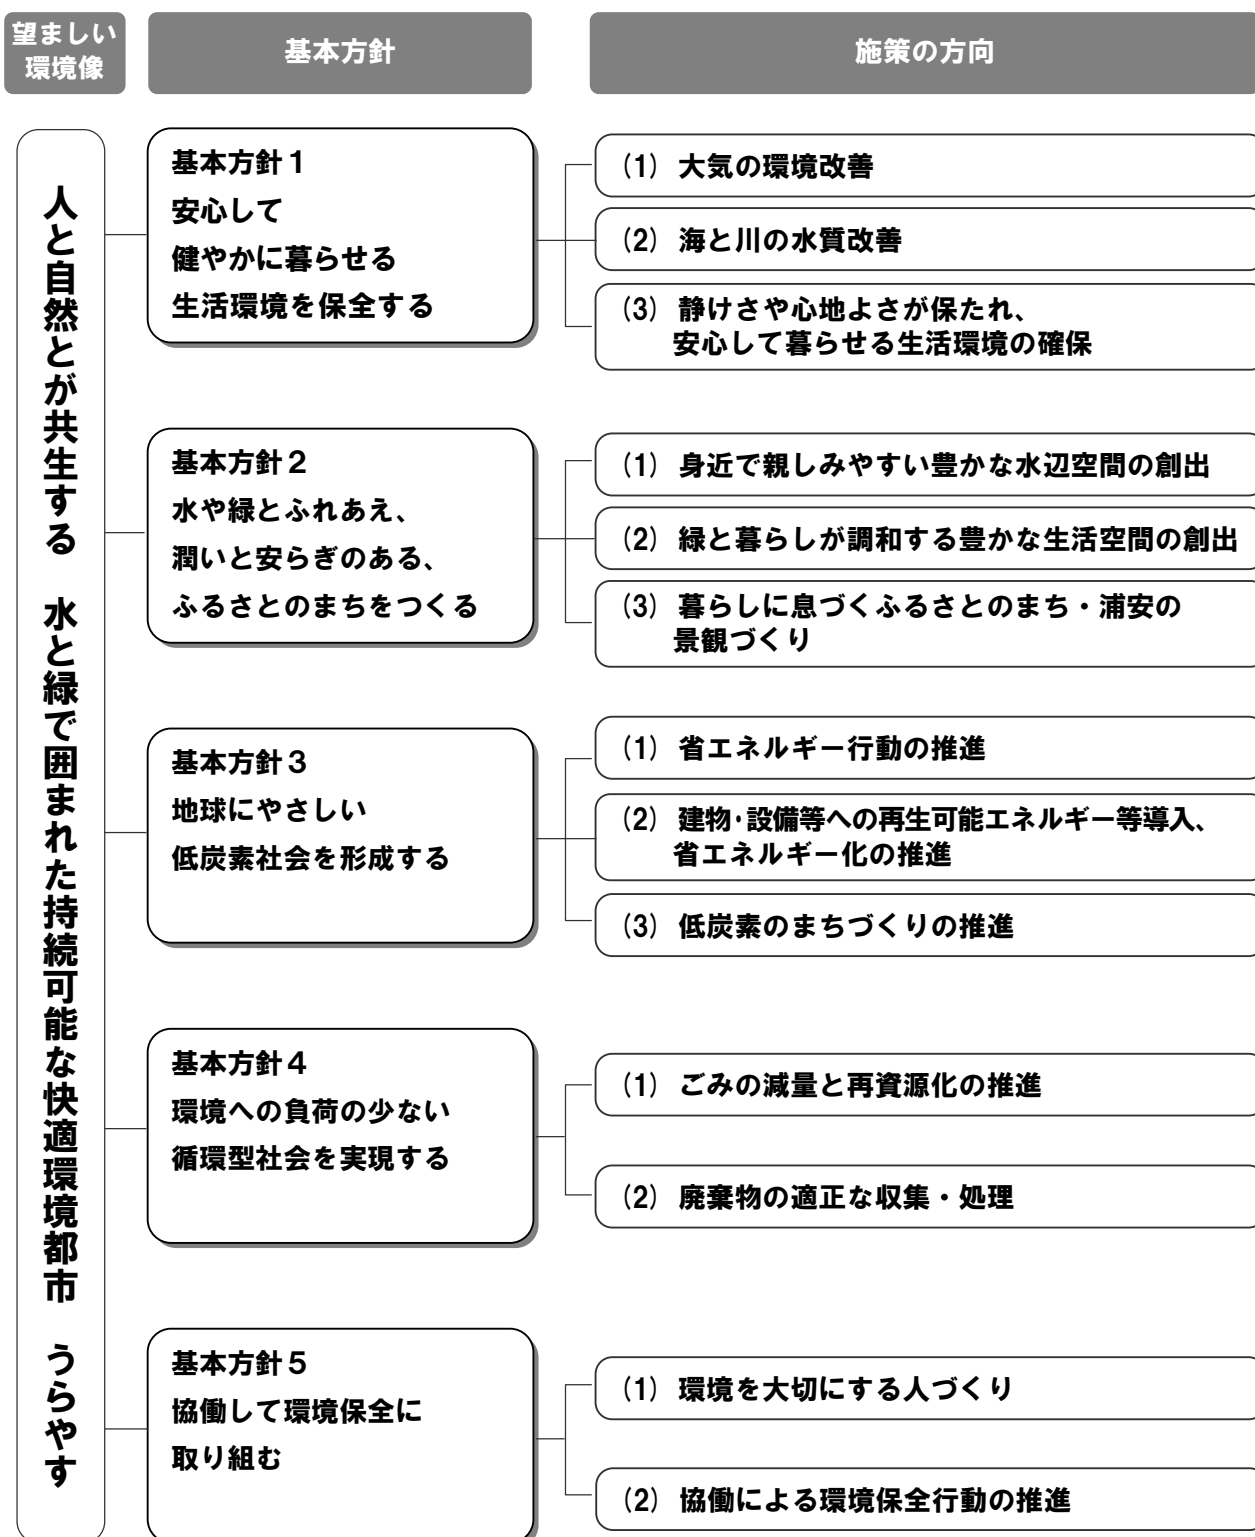 望ましい
環境像
基本方針
施策の方向
人と自然とが共生する 水と緑で囲まれた持続可能な快適環境都市 うらやす
基本方針1
安心して
健やかに暮らせる
生活環境を保全する
(1) 大気の環境改善
(2) 海と川の水質改善
(3) 静けさや心地よさが保たれ、
安心して暮らせる生活環境の確保
基本方針2
水や緑とふれあえ、
潤いと安らぎのある、
ふるさとのまちをつくる
(1) 身近で親しみやすい豊かな水辺空間の創出
(2) 緑と暮らしが調和する豊かな生活空間の創出
(3) 暮らしに息づくふるさとのまち・浦安の
景観づくり
基本方針3
地球にやさしい
低炭素社会を形成する
(1) 省エネルギー行動の推進
(2) 建物・設備等への再生可能エネルギー等導入、
省エネルギー化の推進
(3) 低炭素のまちづくりの推進
基本方針4
環境への負荷の少ない
循環型社会を実現する
(1) ごみの減量と再資源化の推進
(2) 廃棄物の適正な収集・処理
基本方針5
協働して環境保全に
取り組む
(1) 環境を大切にする人づくり
(2) 協働による環境保全行動の推進